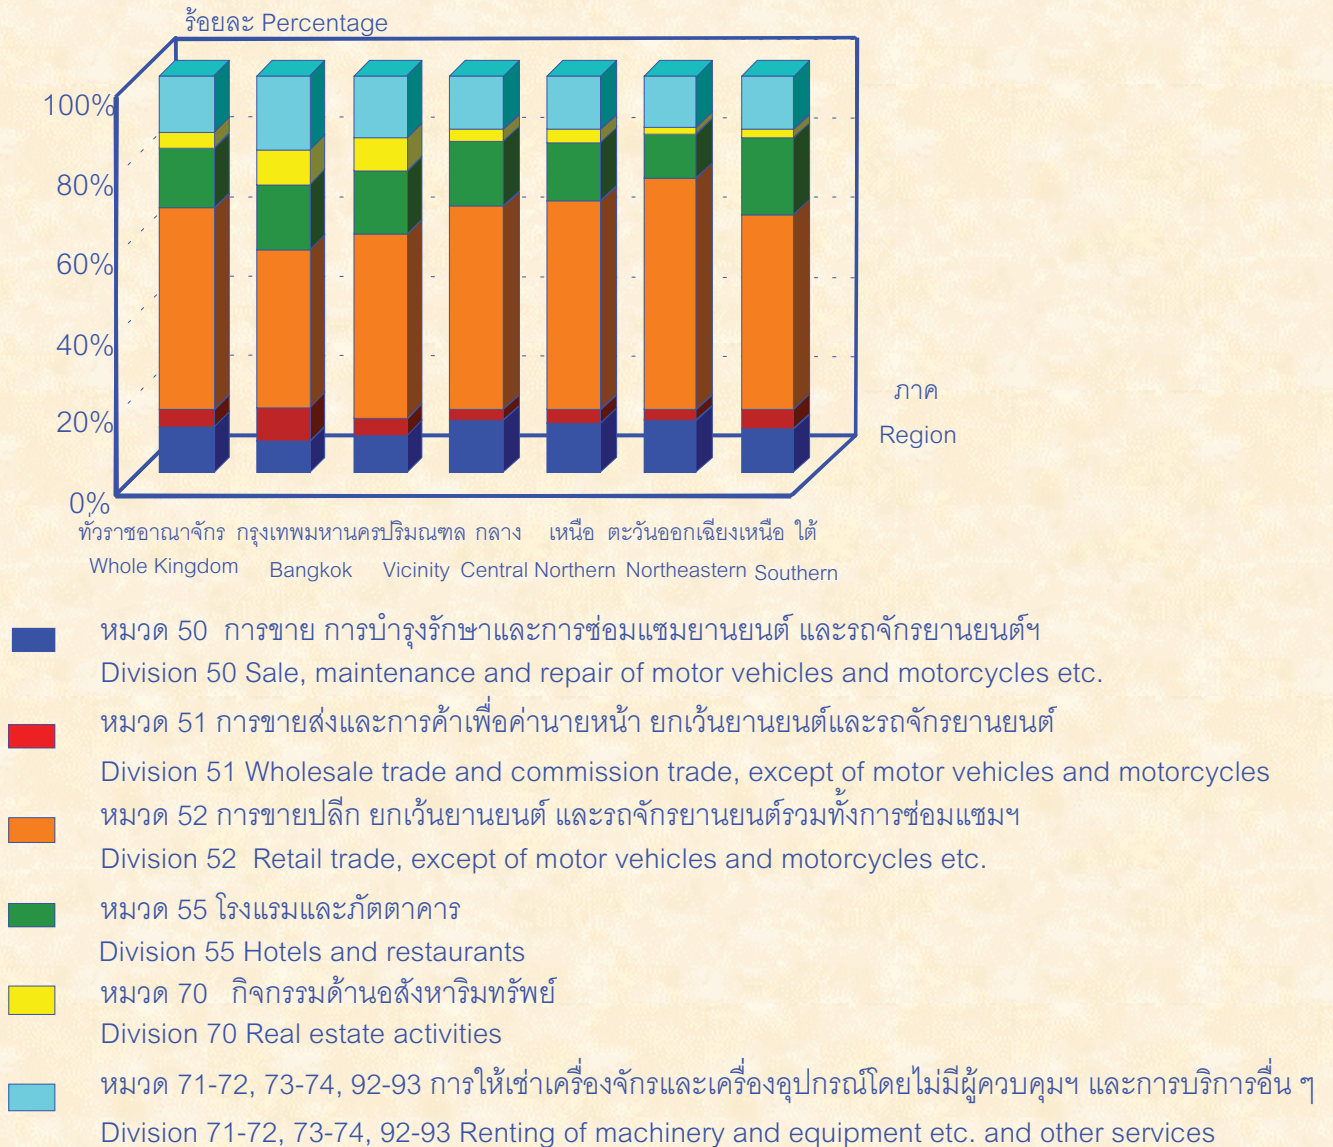 ร้อยละ Percentage
100%
80%
60%
40%
20%
0%
ภาค
Region
ทั่วราชอาณาจักร กรุงเทพมหานคร ปริมณฑล กลาง เหนือ ตะวันออกเฉียงเหนือ ใต้
Whole Kingdom Bangkok Vicinity Central Northern Northeastern Southern
หมวด 50 การขาย การบำรุงรักษาและการซ่อมแซมยานยนต์ และรถจักรยานยนต์ฯ
Division 50 Sale, maintenance and repair of motor vehicles and motorcycles etc.
หมวด 51 การขายส่งและการค้าเพื่อค่านายหน้า ยกเว้นยานยนต์และรถจักรยานยนต์
Division 51 Wholesale trade and commission trade, except of motor vehicles and motorcycles
หมวด 52 การขายปลีก ยกเว้นยานยนต์ และรถจักรยานยนต์รวมทั้งการซ่อมแซมฯ
Division 52 Retail trade, except of motor vehicles and motorcycles etc.
หมวด 55 โรงแรมและภัตตาคาร
Division 55 Hotels and restaurants
หมวด 70 กิจกรรมด้านอสังหาริมทรัพย์
Division 70 Real estate activities
หมวด 71-72, 73-74, 92-93 การให้เช่าเครื่องจักรและเครื่องอุปกรณ์โดยไม่มีผู้ควบคุมฯ และการบริการอื่น ๆ
Division 71-72, 73-74, 92-93 Renting of machinery and equipment etc. and other services